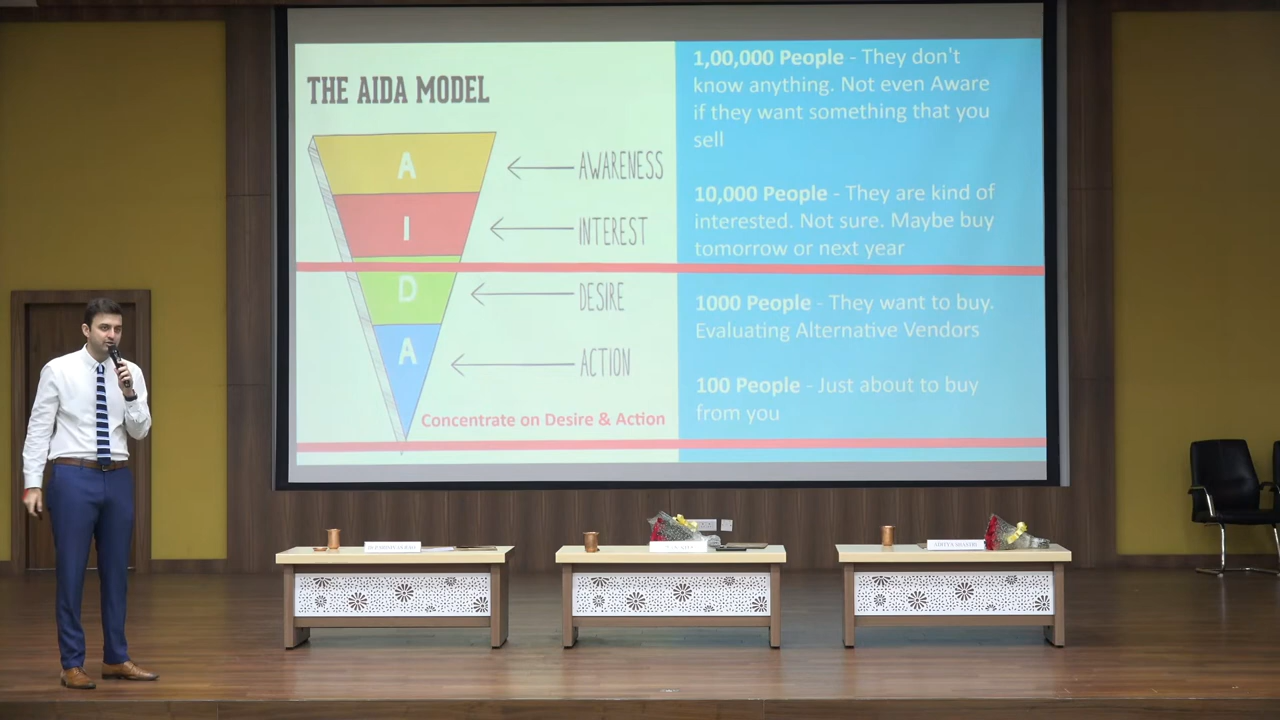 THE AIDA MODEL
A
AWARENESS
I
INTEREST
D
DESIRE
A
ACTION
Concentrate on Desire & Action
1,00,000 People - They don't
know anything. Not even Aware
if they want something that you
sell
10,000 People - They are kind of
interested. Not sure. Maybe buy
tomorrow or next year
1000 People - They want to buy.
Evaluating Alternative Vendors
100 People - Just about to buy
from you